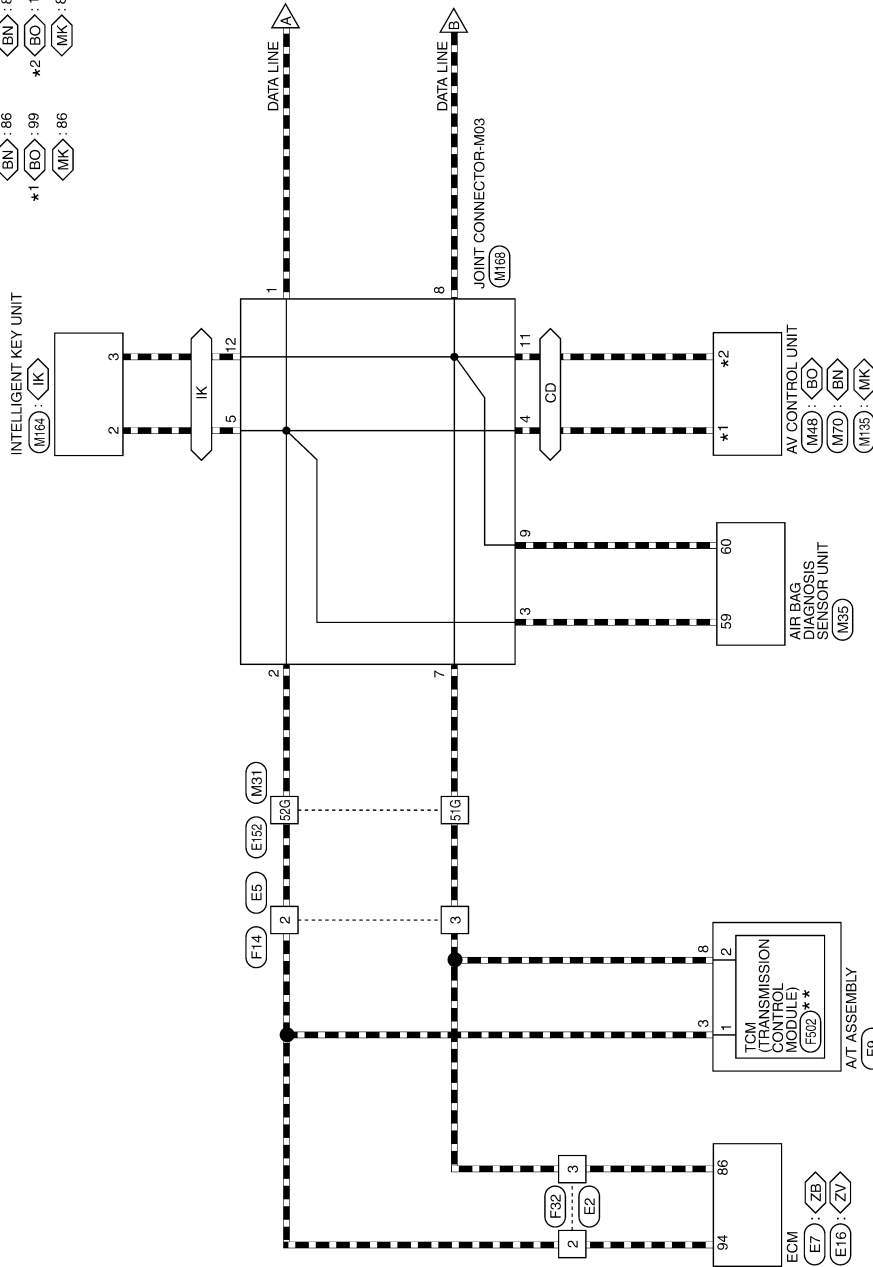 BN : 86
*1 BO : 99
MK : 86
BN
*2 BO
MK
A
DATA LINE
B
DATA LINE
INTELLIGENT KEY UNIT
M164 : IK
2
3
IK
5
12
1
8
JOINT CONNECTOR-M03
M168
4
11
CD
*1
*2
AV CONTROL UNIT
M48 : BO
M70 : BN
M135 : MK
3
9
59
60
AIR BAG
DIAGNOSIS
SENSOR UNIT
M35
2
7
M31
52G
51G
E152
E5
2
3
F14
3
8
1
2
TCM
(TRANSMISSION
CONTROL
MODULE)
F502 **
A/T ASSEMBLY
F32
E2
2
3
94
86
ECM
E7 : ZB
E16 : ZV